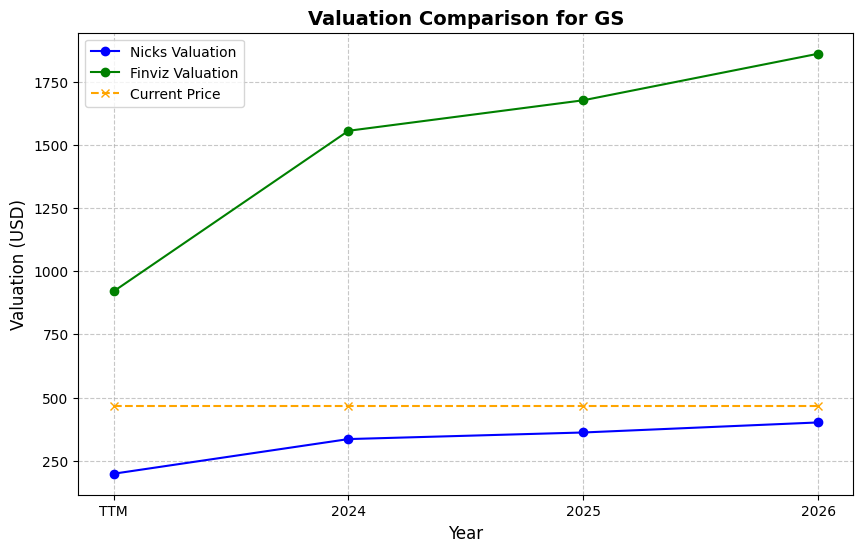 Valuation Comparison for GS
Nicks Valuation
Finviz Valuation
Current Price
Valuation (USD)
1750
1500
1250
1000
750
500
250
TTM
2024
2025
2026
Year